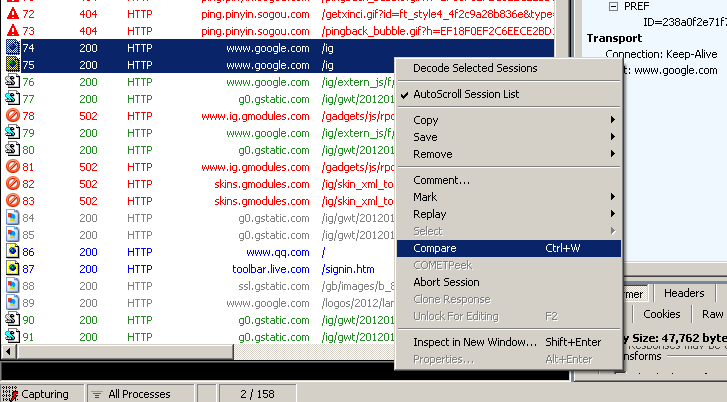 72 404 HTTP ping.pinyin.sogou.com /getxinci.gif?id=ft_style4_4f2c9a28b836e&type=
73 404 HTTP ping.pinyin.sogou.com /pingback_bubble.gif?h=EF18F0EF2C6EECE2BD1
74 200 HTTP www.google.com /ig
75 200 HTTP www.google.com /ig
76 200 HTTP www.google.com /ig/extern_js/f/
77 200 HTTP g0.gstatic.com /ig/gwt/201201
78 502 HTTP www.ig.gmodules.com /gadgets/js/rpc
79 200 HTTP www.google.com /ig/extern_js/f/
80 200 HTTP g0.gstatic.com /ig/gwt/201201
81 502 HTTP www.ig.gmodules.com /gadgets/js/rpc
82 502 HTTP skins.gmodules.com /ig/skin_xml_to
83 502 HTTP skins.gmodules.com /ig/skin_xml_to
84 200 HTTP g0.gstatic.com /ig/gwt/201201
85 200 HTTP g0.gstatic.com /ig/gwt/201201
86 200 HTTP www.qq.com /
87 200 HTTP toolbar.live.com /signin.htm
88 200 HTTP ssl.gstatic.com /gb/images/b_8
89 200 HTTP www.google.com /logos/2012/lan
90 200 HTTP g0.gstatic.com /ig/gwt/201201
91 200 HTTP g0.gstatic.com /ig/gwt/201201
Decode Selected Sessions
AutoScroll Session List
Copy
Save
Remove
Comment...
Mark
Replay
Select
Compare Ctrl+W
COMETPeek
Abort Session
Clone Response
Unlock For Editing F2
Inspect in New Window... Shift+Enter
Properties... Alt+Enter
PREF
ID=238a0f2e71f7
Transport
Connection: Keep-Alive
: www.google.com
Headers
Cookies Raw
Size: 47,762 bytes
Capturing All Processes 2 / 158